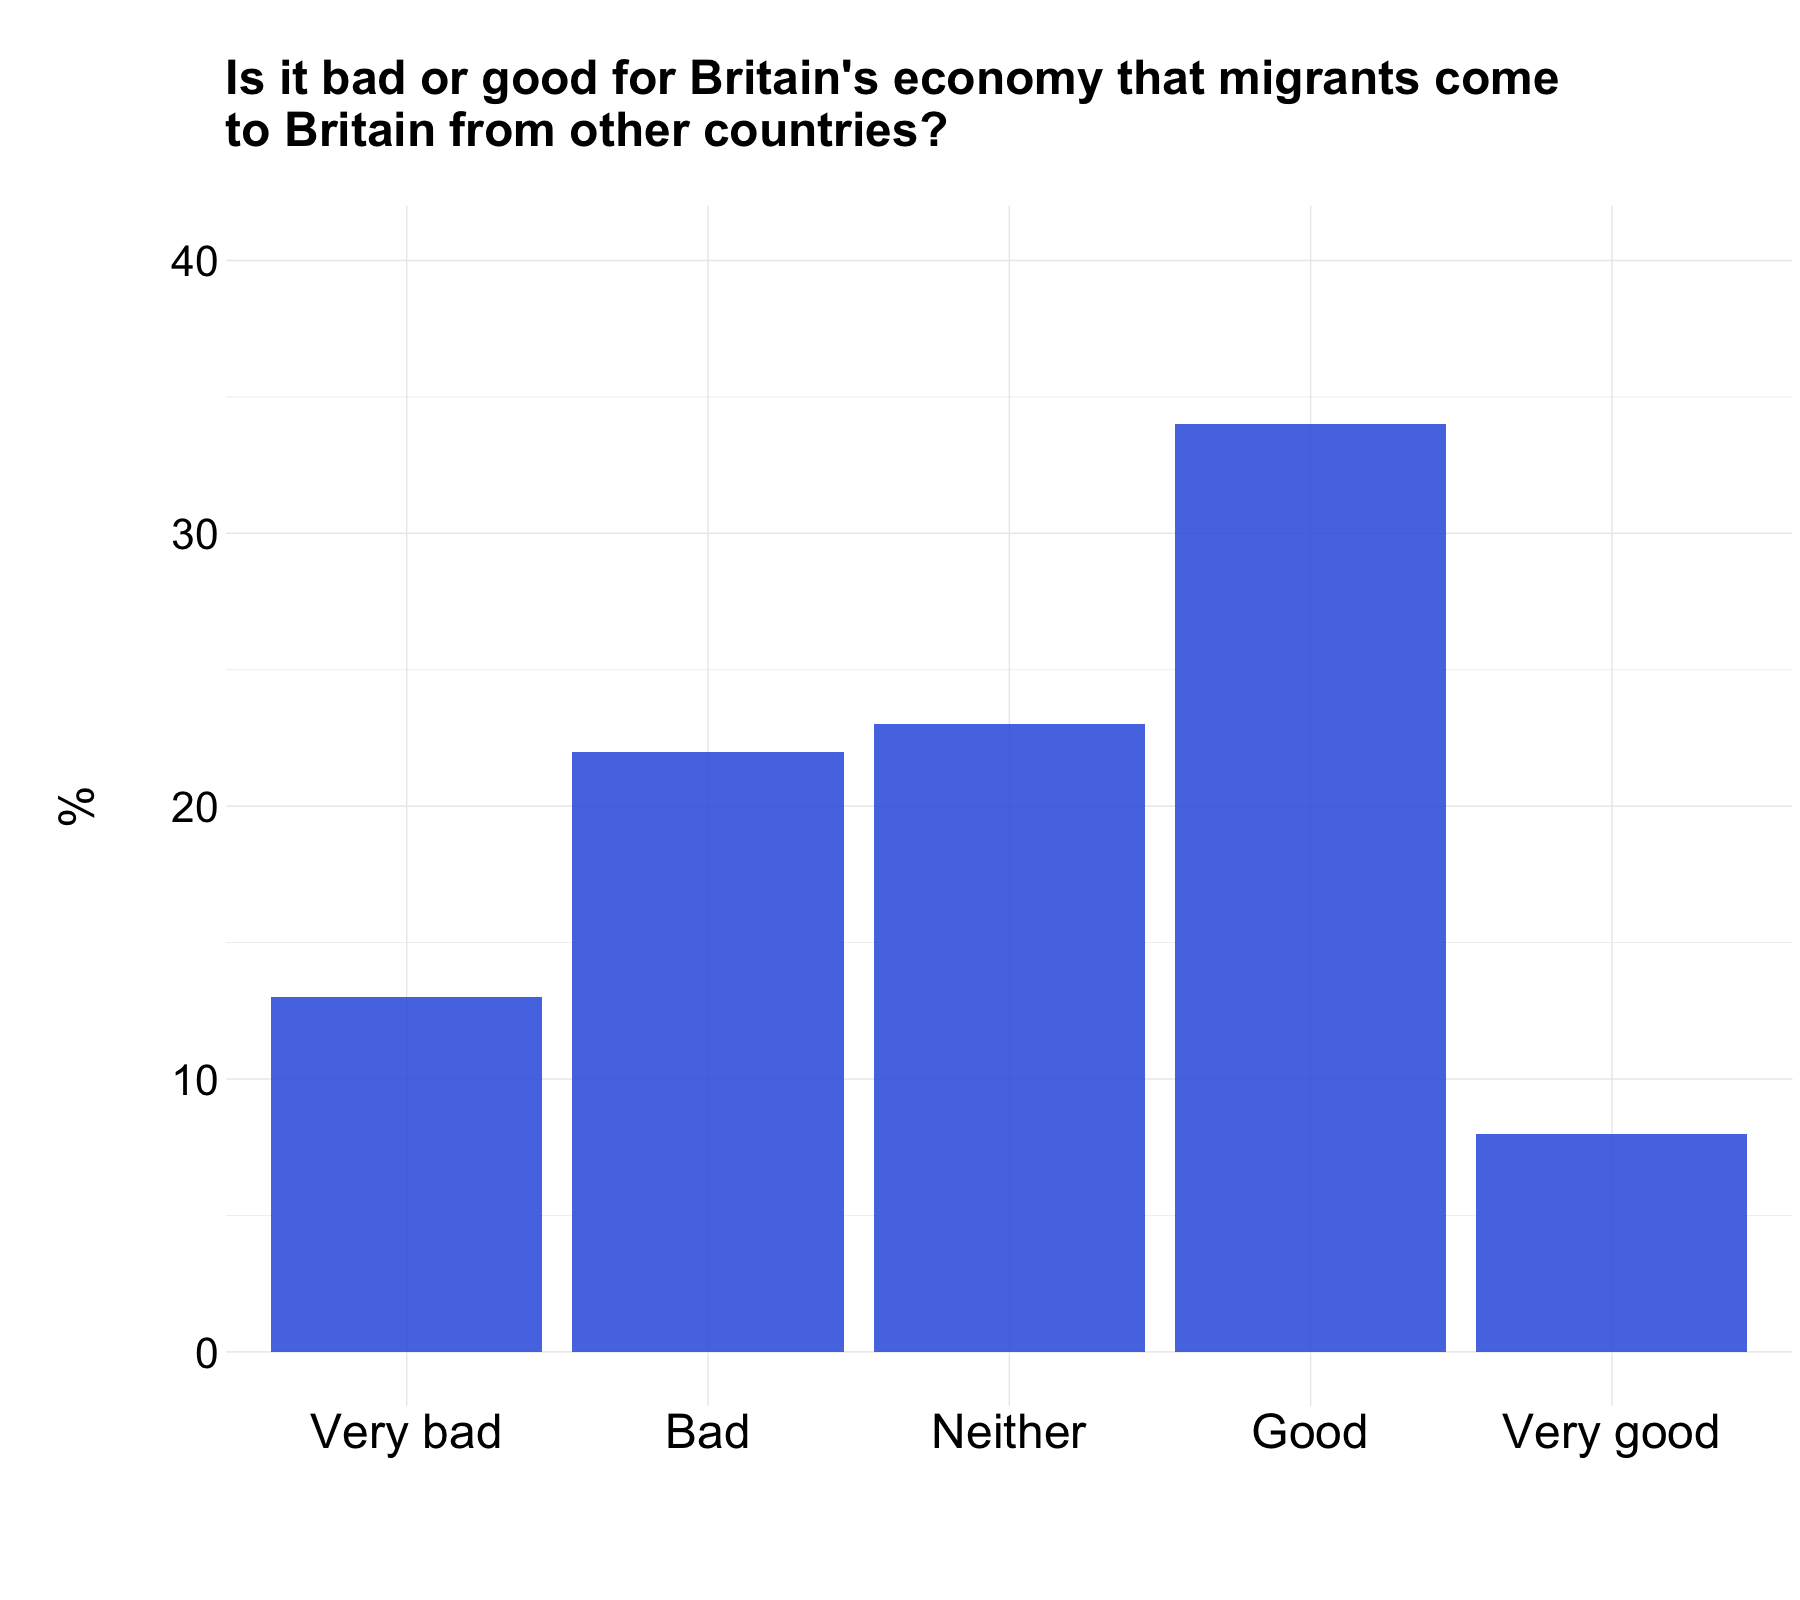 Is it bad or good for Britain's economy that migrants come
to Britain from other countries?
40
30
20
10
0
%
Very bad
Bad
Neither
Good
Very good